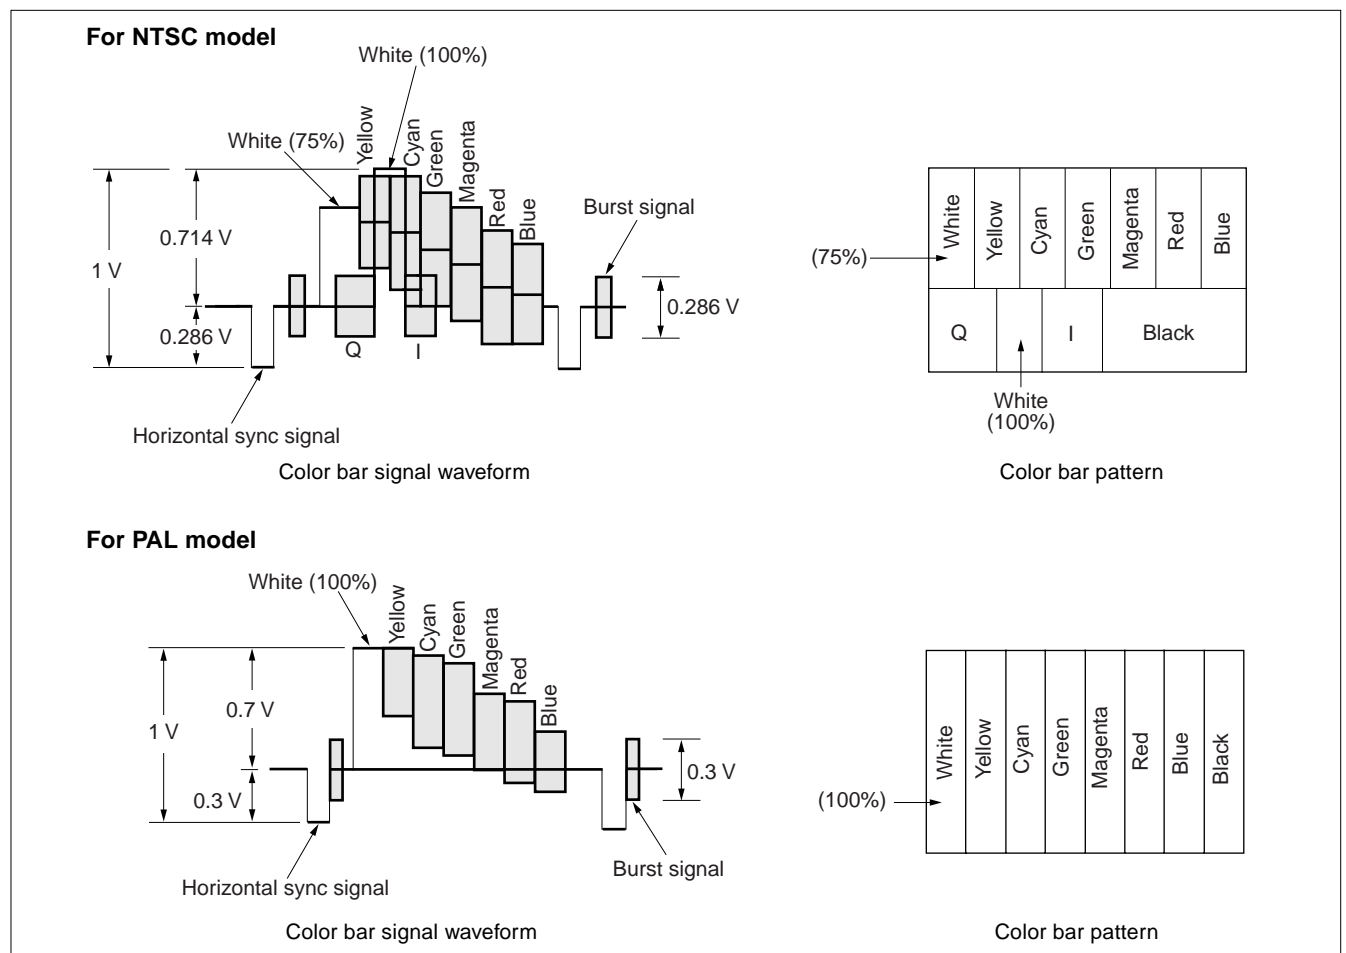 For NTSC model
White (100%)
White (75%)
Yellow
Cyan
Green
Magenta
Red
Blue
Burst signal
0.714 V
1 V
0.286 V
0.286 V
Q
I
Horizontal sync signal
Color bar signal waveform
White
Yellow
Cyan
Green
Magenta
Red
Blue
(75%)
Q
I
Black
White
(100%)
Color bar pattern
For PAL model
White (100%)
Yellow
Cyan
Green
Magenta
Red
Blue
0.7 V
1 V
0.3 V
0.3 V
Burst signal
Horizontal sync signal
Color bar signal waveform
White
Yellow
Cyan
Green
Magenta
Red
Blue
Black
(100%)
Color bar pattern